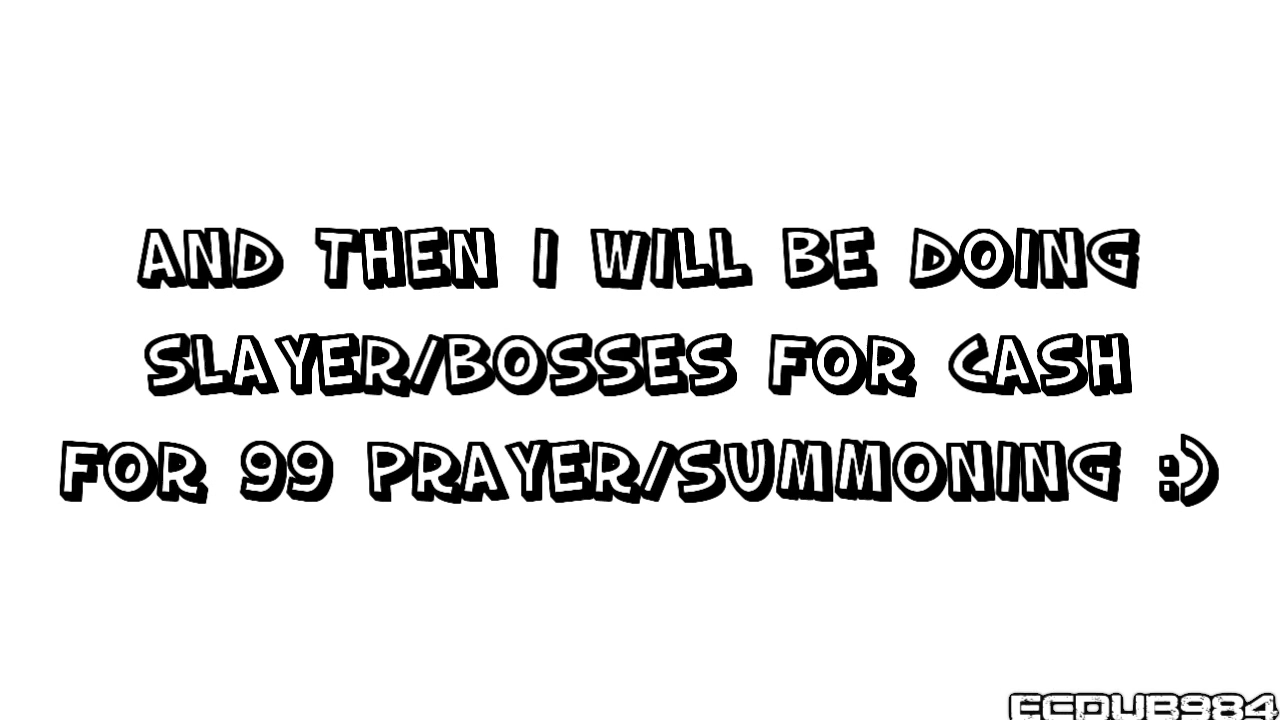 AND THEN I WILL BE DOING
SLAYER/BOSSES FOR CASH
FOR 99 PRAYER/SUMMONING :)